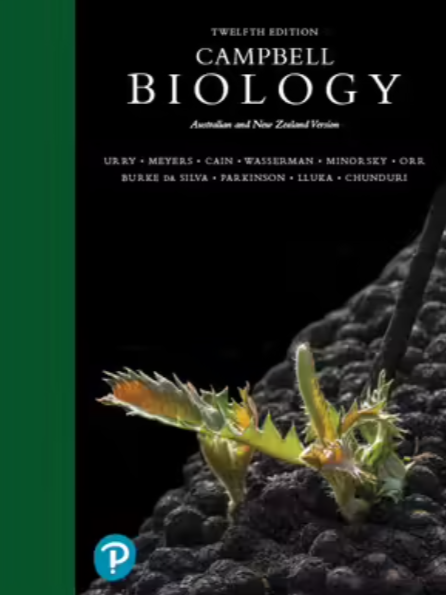 TWELFTH EDITION
CAMPBELL
BIOLOGY
Australian and New Zealand Version
URRY • MEYERS • CAIN • WASSERMAN • MINORSKY • ORR
BURKE DA SILVA • PARKINSON • LLUKA • CHUNDURI
P